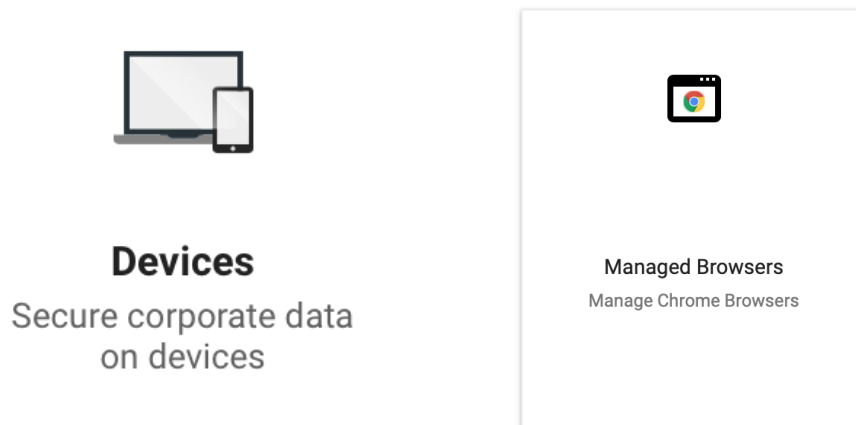 Devices
Secure corporate data
on devices
Managed Browsers
Manage Chrome Browsers